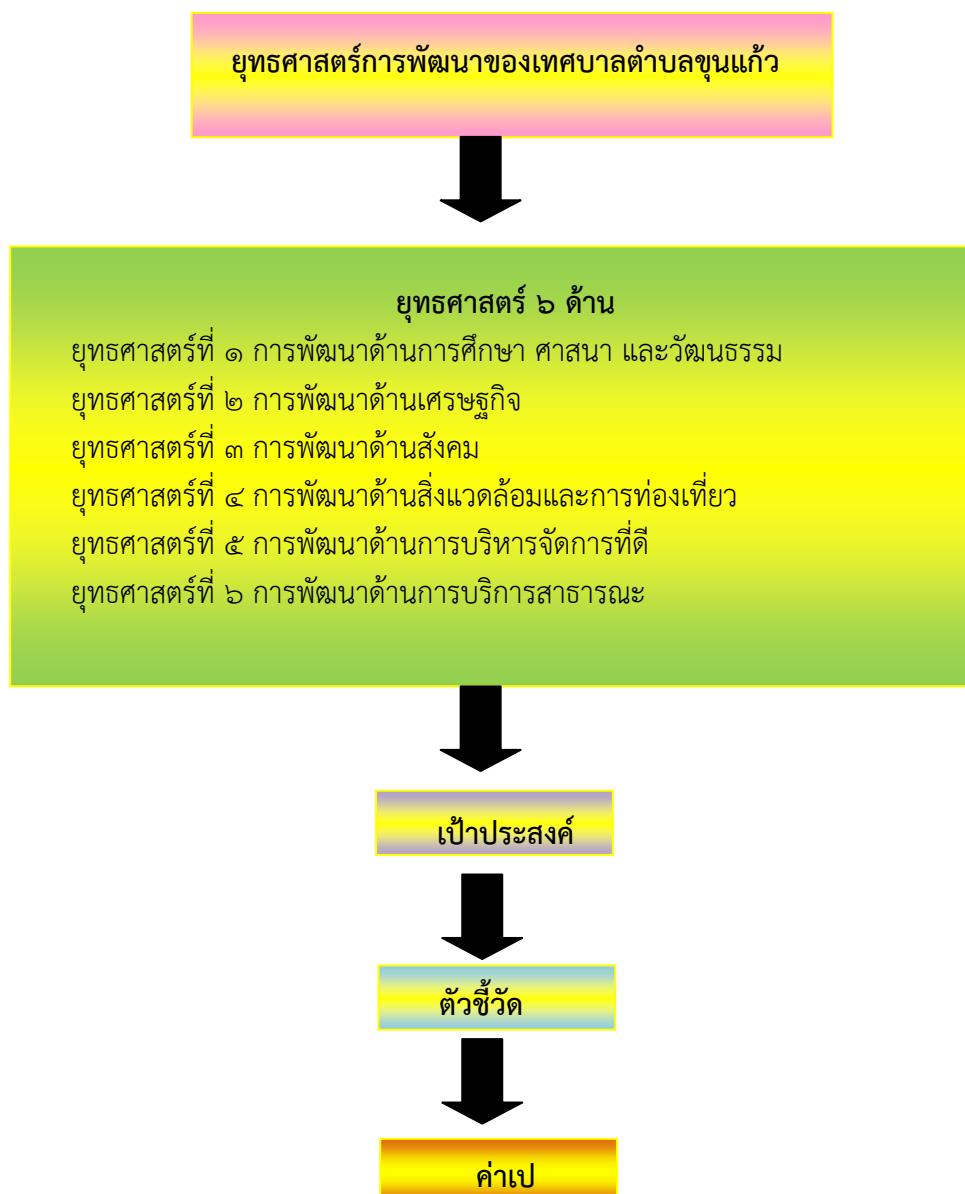 ยุทธศาสตร์การพัฒนาของเทศบาลตำบลขุนแก้ว
ยุทธศาสตร์ ๖ ด้าน
ยุทธศาสตร์ที่ ๑ การพัฒนาด้านการศึกษา ศาสนา และวัฒนธรรม
ยุทธศาสตร์ที่ ๒ การพัฒนาด้านเศรษฐกิจ
ยุทธศาสตร์ที่ ๓ การพัฒนาด้านสังคม
ยุทธศาสตร์ที่ ๔ การพัฒนาด้านสิ่งแวดล้อมและการท่องเที่ยว
ยุทธศาสตร์ที่ ๕ การพัฒนาด้านการบริหารจัดการที่ดี
ยุทธศาสตร์ที่ ๖ การพัฒนาด้านการบริการสาธารณะ
เป้าประสงค์
ตัวชี้วัด
ค่าเป